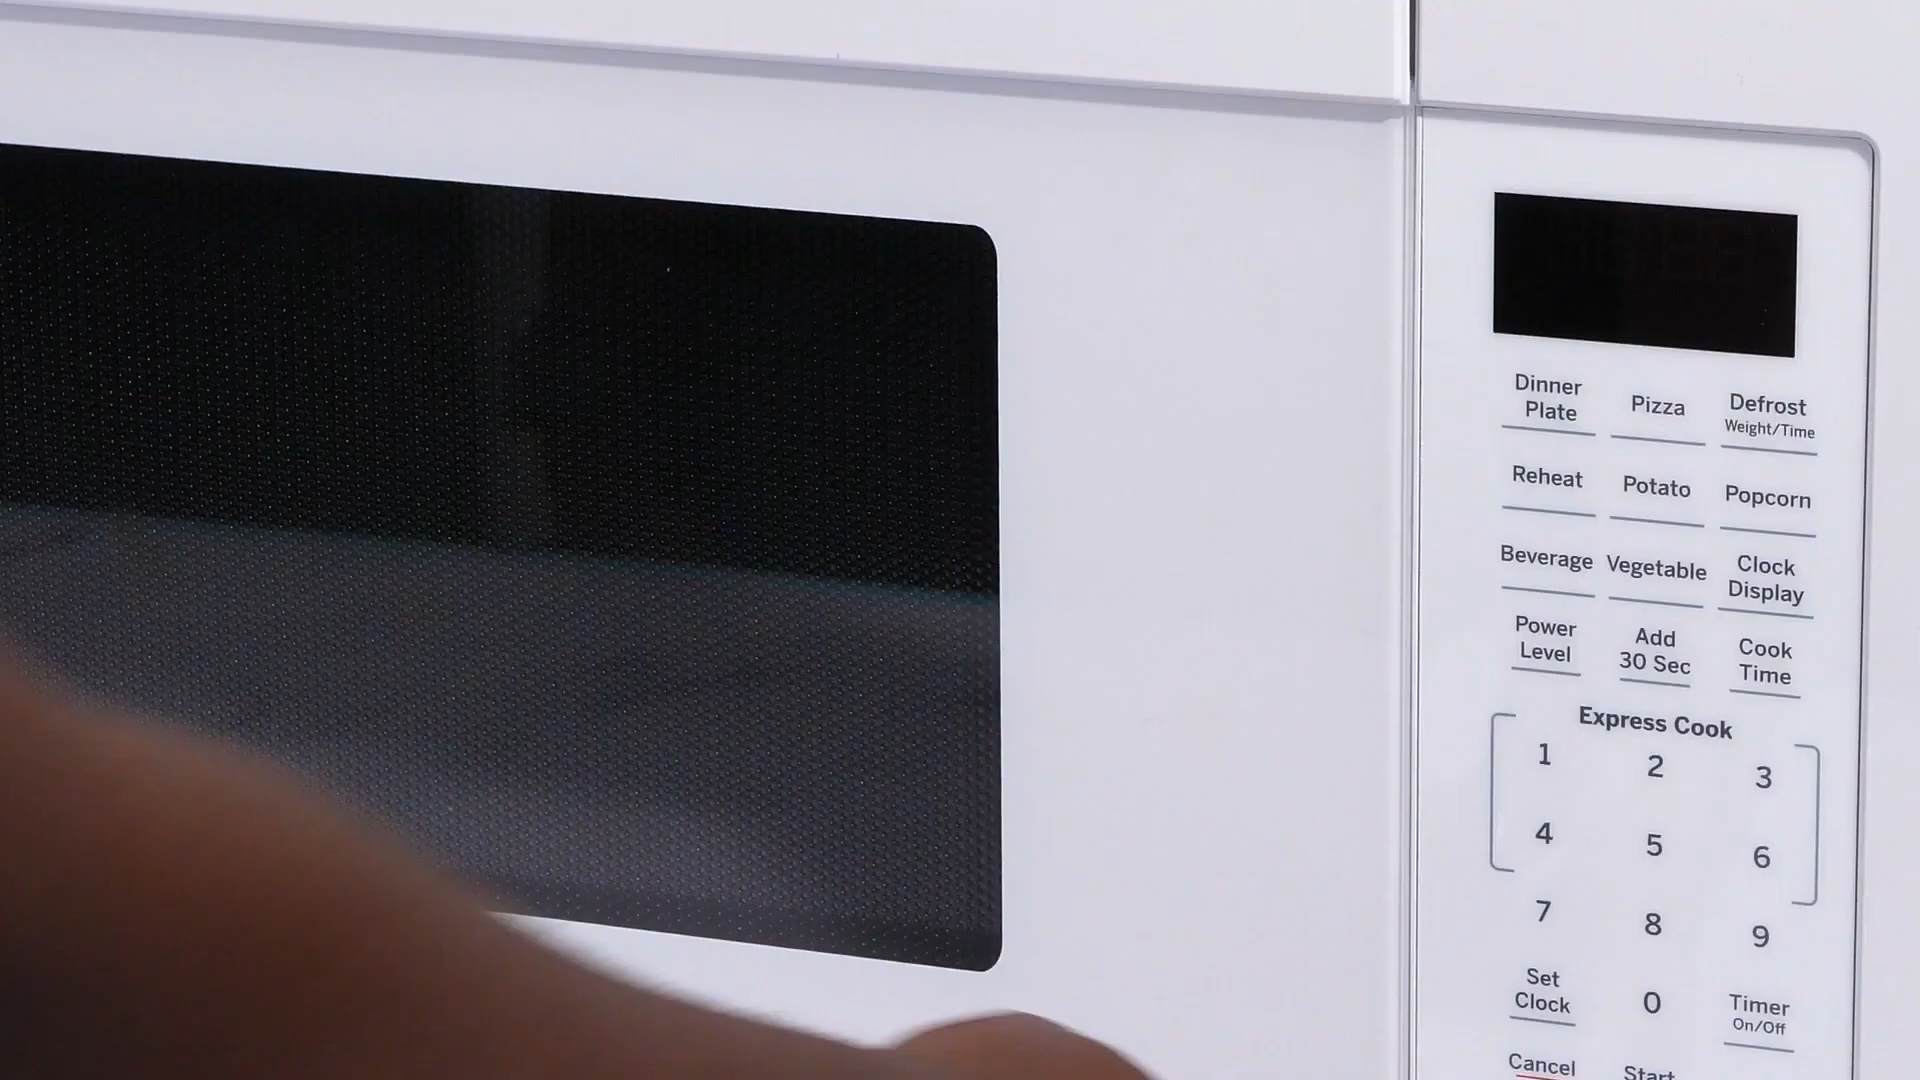 Dinner Plate
Pizza
Defrost
Weight/Time
Reheat
Potato
Popcorn
Beverage
Vegetable
Clock Display
Power Level
Add 30 Sec
Cook Time
Express Cook
1 2 3
4 5 6
7 8 9
Set Clock
0
Timer
On/Off
Cancel
Start